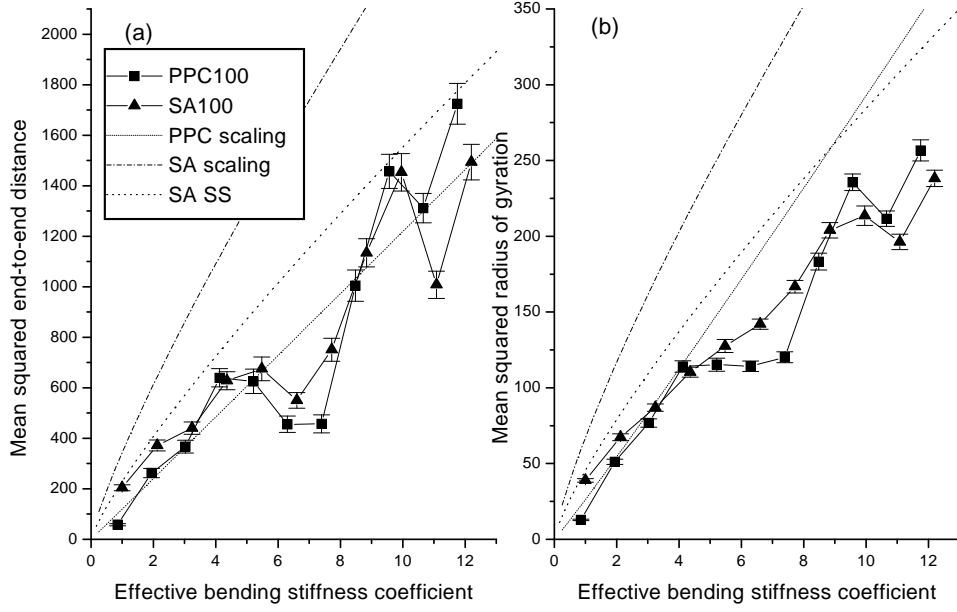 (a)
PPC100
SA100
PPC scaling
SA scaling
SA SS
Mean squared end-to-end distance
2000
1800
1600
1400
1200
1000
800
600
400
200
0
0 2 4 6 8 10 12
Effective bending stiffness coefficient
(b)
Mean squared radius of gyration
350
300
250
200
150
100
50
0
0 2 4 6 8 10 12
Effective bending stiffness coefficient